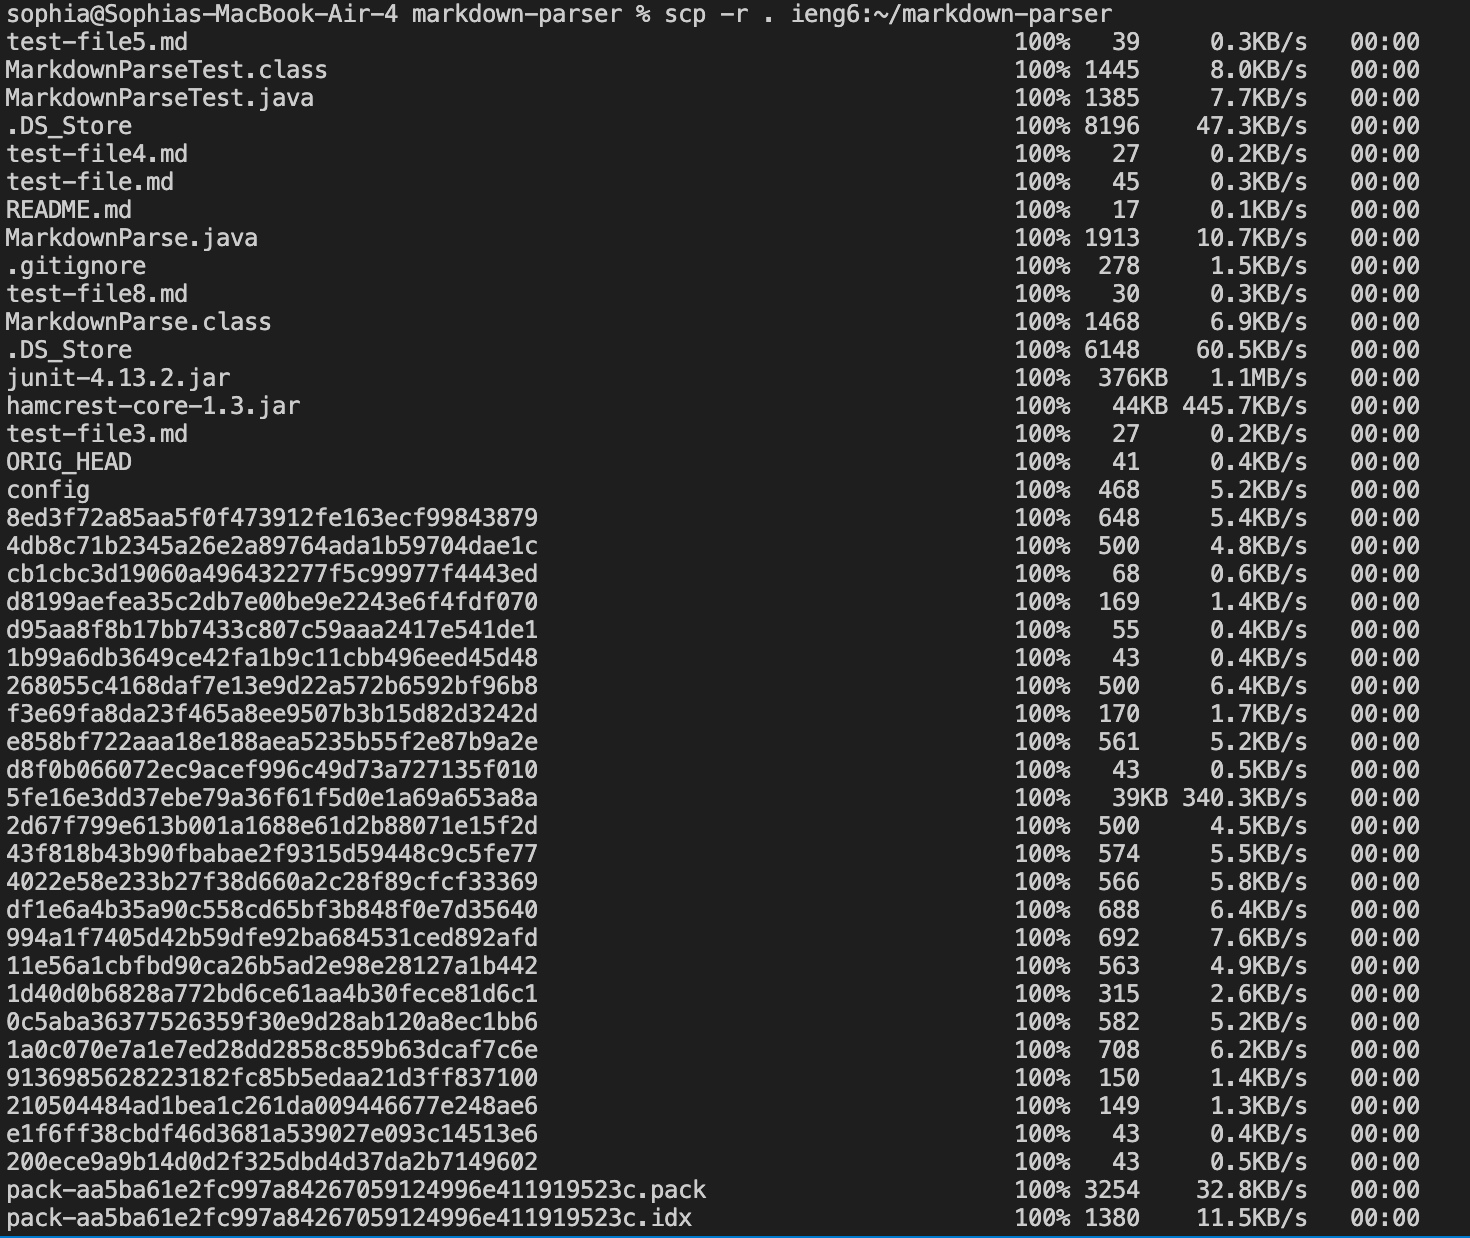 sophia@Sophias-MacBook-Air-4 markdown-parser % scp -r . ieng6:~/markdown-parser
test-file5.md 100% 39 0.3KB/s 00:00
MarkdownParseTest.class 100% 1445 8.0KB/s 00:00
MarkdownParseTest.java 100% 1385 7.7KB/s 00:00
.DS_Store 100% 8196 47.3KB/s 00:00
test-file4.md 100% 27 0.2KB/s 00:00
test-file.md 100% 45 0.3KB/s 00:00
README.md 100% 17 0.1KB/s 00:00
MarkdownParse.java 100% 1913 10.7KB/s 00:00
.gitignore 100% 278 1.5KB/s 00:00
test-file8.md 100% 30 0.3KB/s 00:00
MarkdownParse.class 100% 1468 6.9KB/s 00:00
.DS_Store 100% 6148 60.5KB/s 00:00
junit-4.13.2.jar 100% 376KB 1.1MB/s 00:00
hamcrest-core-1.3.jar 100% 44KB 445.7KB/s 00:00
test-file3.md 100% 27 0.2KB/s 00:00
ORIG_HEAD 100% 41 0.4KB/s 00:00
config 100% 468 5.2KB/s 00:00
8ed3f72a85aa5f0f473912fe163ecf99843879 100% 648 5.4KB/s 00:00
4db8c71b2345a26e2a89764ada1b59704dae1c 100% 500 4.8KB/s 00:00
cb1cbc3d19060a496432277f5c99977f4443ed 100% 68 0.6KB/s 00:00
d8199aefea35c2db7e00be9e2243e6f4fdf070 100% 169 1.4KB/s 00:00
d95aa8f8b17bb7433c807c59aaa2417e541de1 100% 55 0.4KB/s 00:00
1b99a6db3649ce42fa1b9c11cbb496eed45d48 100% 43 0.4KB/s 00:00
268055c4168daf7e13e9d22a572b6592bf96b8 100% 500 6.4KB/s 00:00
f3e69fa8da23f465a8ee9507b3b15d82d3242d 100% 170 1.7KB/s 00:00
e858bf722aaa18e188aea5235b55f2e87b9a2e 100% 561 5.2KB/s 00:00
d8f0b066072ec9acef996c49d73a727135f010 100% 43 0.5KB/s 00:00
5fe16e3dd37ebe79a36f61f5d0e1a69a653a8a 100% 39KB 340.3KB/s 00:00
2d67f799e613b001a1688e61d2b88071e15f2d 100% 500 4.5KB/s 00:00
43f818b43b90fbabae2f9315d59448c9c5fe77 100% 574 5.5KB/s 00:00
4022e58e233b27f38d660a2c28f89cfcf33369 100% 566 5.8KB/s 00:00
df1e6a4b35a90c558cd65bf3b848f0e7d35640 100% 688 6.4KB/s 00:00
994a1f7405d42b59dfe92ba684531ced892afd 100% 692 7.6KB/s 00:00
11e56a1cbfbd90ca26b5ad2e98e28127a1b442 100% 563 4.9KB/s 00:00
1d40d0b6828a772bd6ce61aa4b30fece81d6c1 100% 315 2.6KB/s 00:00
0c5aba36377526359f30e9d28ab120a8ec1bb6 100% 582 5.2KB/s 00:00
1a0c070e7a1e7ed28dd2858c859b63dcaf7c6e 100% 708 6.2KB/s 00:00
9136985628223182fc85b5edaa21d3ff837100 100% 150 1.4KB/s 00:00
210504484ad1bea1c261da009446677e248ae6 100% 149 1.3KB/s 00:00
e1f6ff38cbdf46d3681a539027e093c14513e6 100% 43 0.4KB/s 00:00
200ece9a9b14d0d2f325dbd4d37da2b7149602 100% 43 0.5KB/s 00:00
pack-aa5ba61e2fc997a84267059124996e411919523c.pack 100% 3254 32.8KB/s 00:00
pack-aa5ba61e2fc997a84267059124996e411919523c.idx 100% 1380 11.5KB/s 00:00